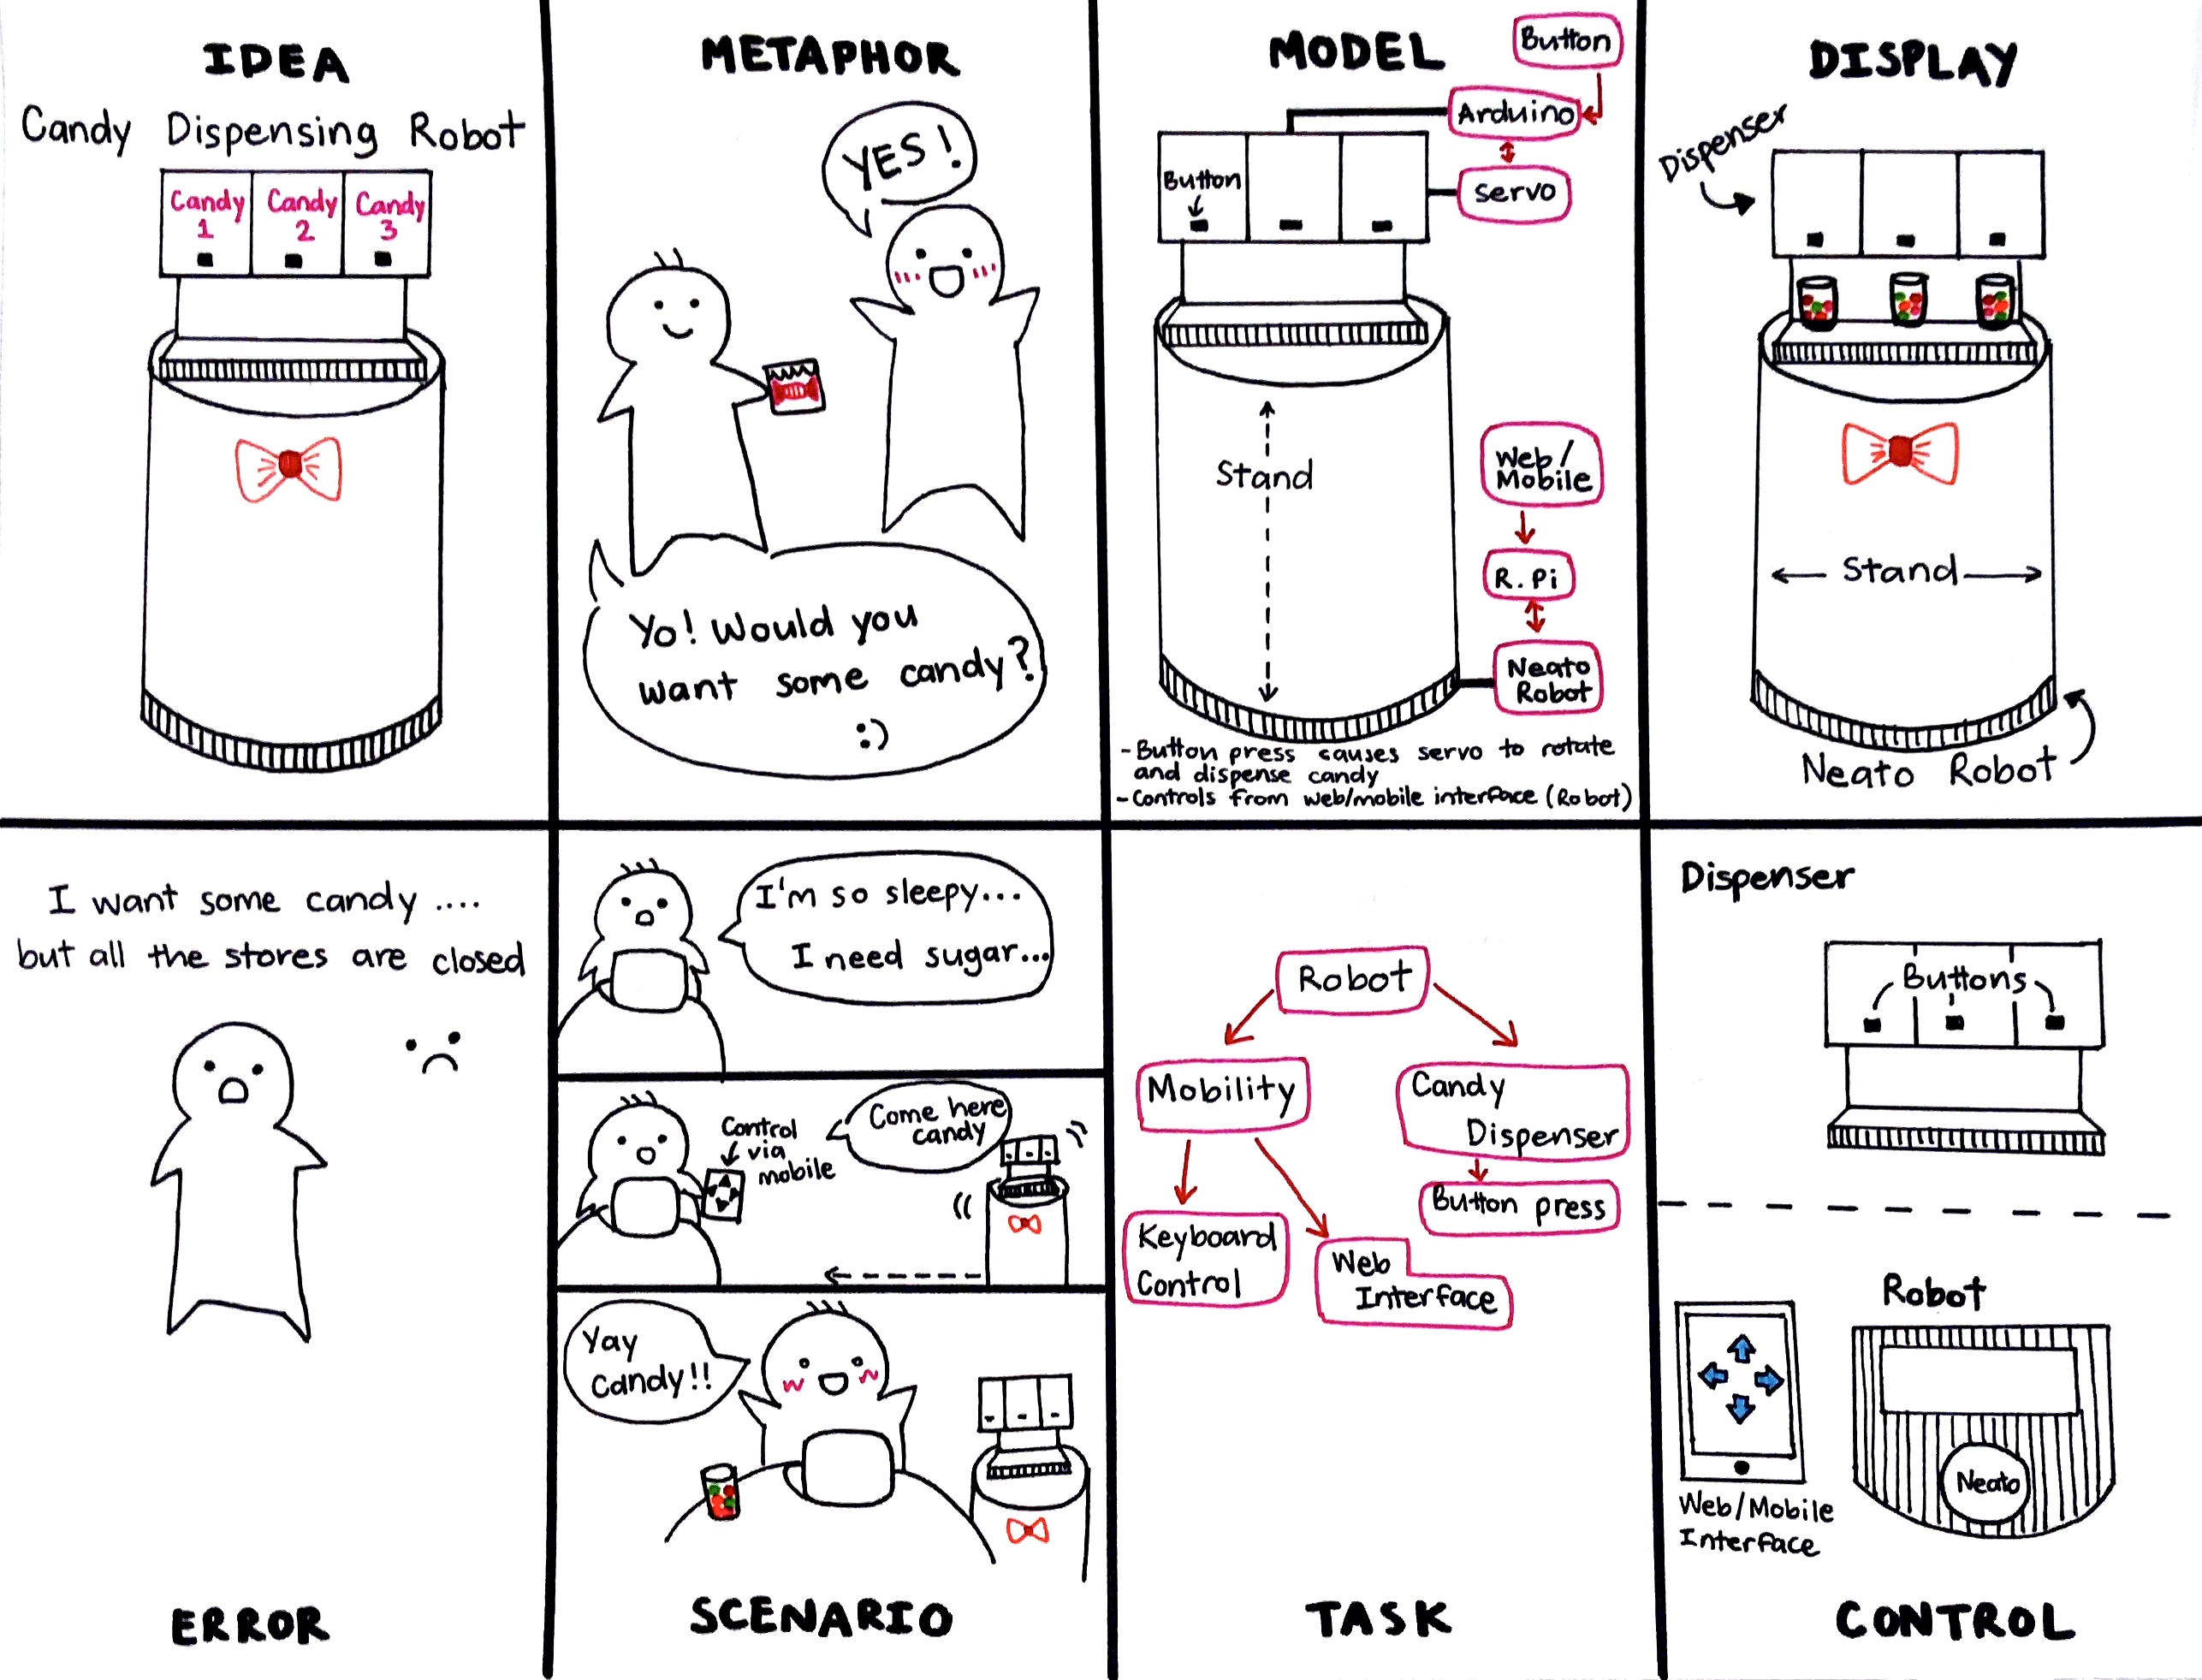 IDEA
Candy Dispensing Robot
Candy
1
Candy
2
Candy
3
METAPHOR
YES!
Yo! Would you
want some candy?
:)
MODEL
Button
Arduino
Servo
Button
Stand
Web/
Mobile
R. Pi
Neato
Robot
- Button press causes servo to rotate
and dispense candy
- Controls from web/mobile interface (Robot)
DISPLAY
Dispenser
Stand
Neato Robot
I want some candy ....
but all the stores are closed
ERROR
I'm so sleepy...
I need sugar...
Control
via
mobile
Come here
candy
Yay
Candy!!
SCENARIO
Robot
Mobility
Candy
Dispenser
Button press
Keyboard
Control
Web
Interface
TASK
Dispenser
Buttons
Robot
Neato
Web/Mobile
Interface
CONTROL